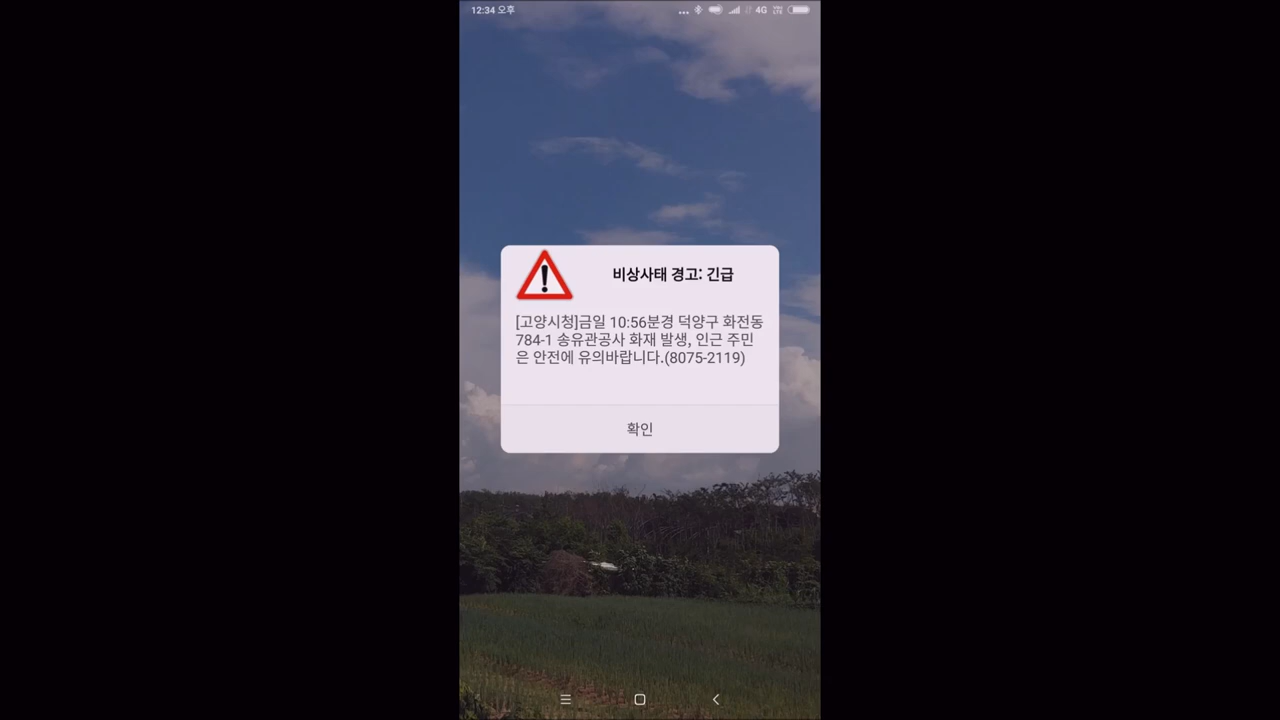 12:34 오후
4G
비상사태 경고: 긴급
[고양시청]금일 10:56분경 덕양구 화전동
784-1 송유관공사 화재 발생, 인근 주민
은 안전에 유의바랍니다.(8075-2119)
확인